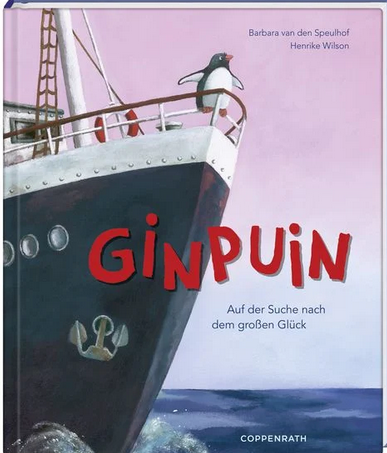 Barbara van den Speulhof
Henrike Wilson
GiNPUiN
Auf der Suche nach
dem großen Glück
COPPENRATH